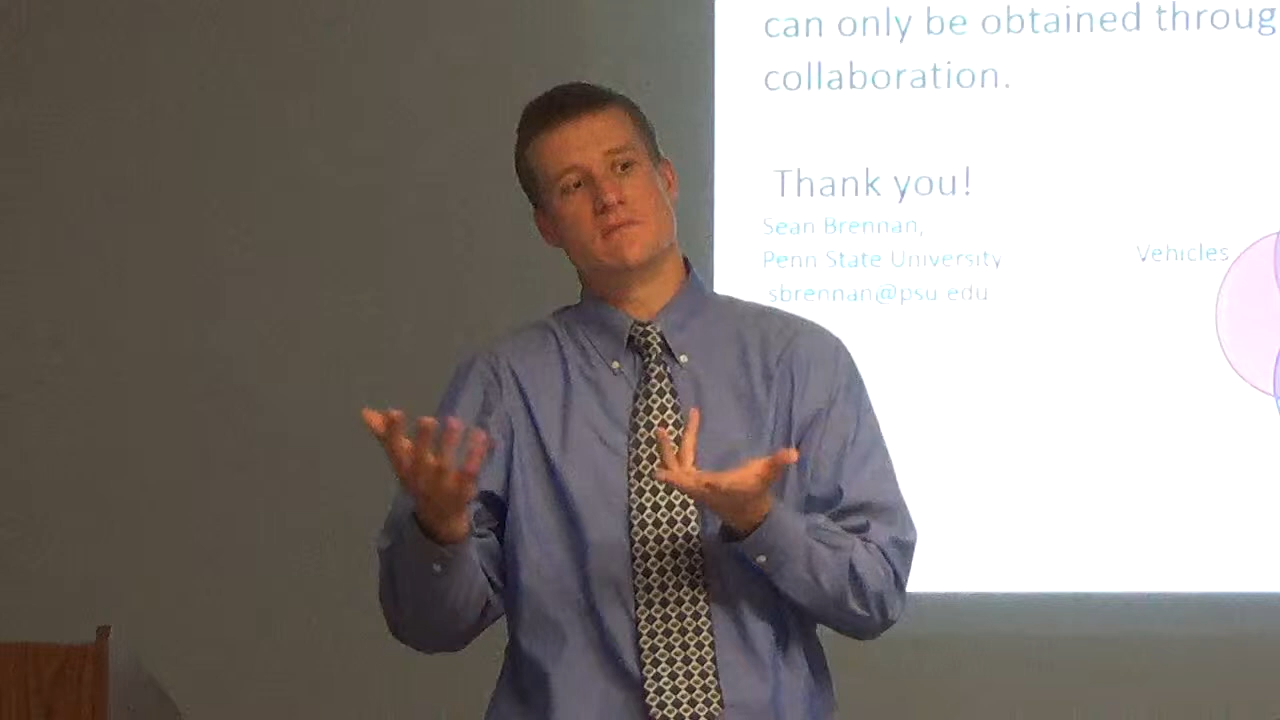 can only be obtained throug
collaboration.
Thank you!
Sean Brennan,
Penn State University
Vehicles
sbrennan@psu.edu